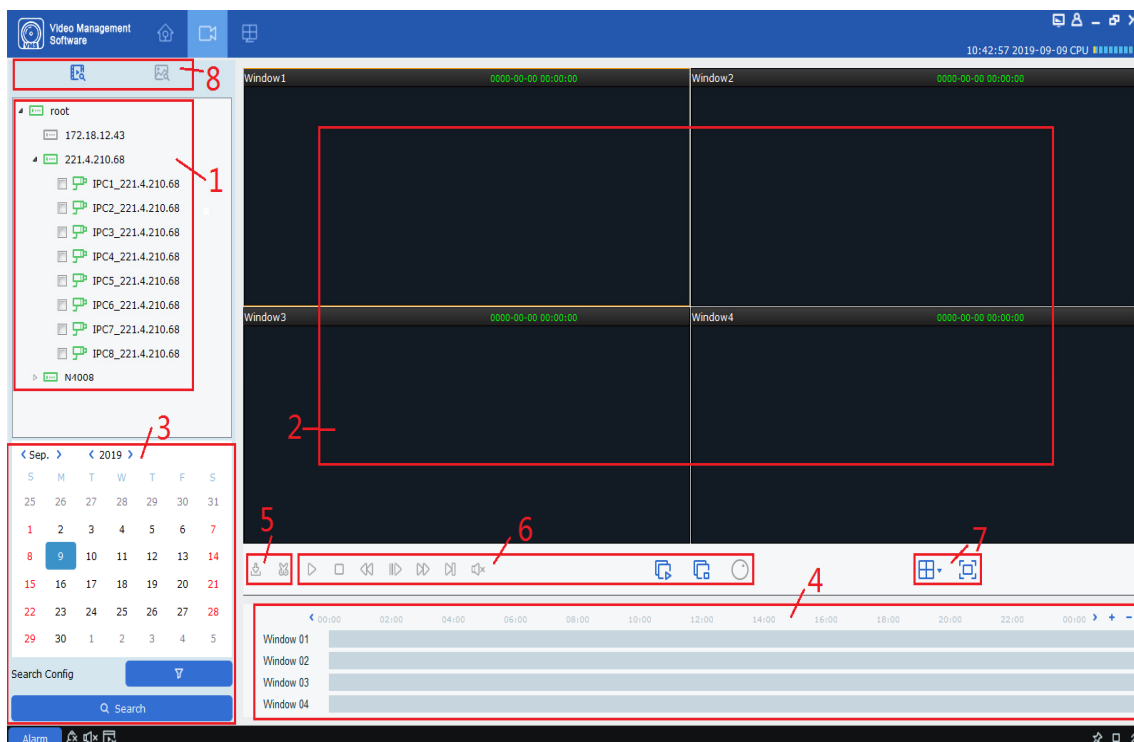 Video Management
Software
10:42:57 2019-09-09 CPU
8
Window1 0000-00-00 00:00:00 Window2 0000-00-00 00:00:00
root
172.18.12.43
221.4.210.68
1
IPC1_221.4.210.68
IPC2_221.4.210.68
IPC3_221.4.210.68
IPC4_221.4.210.68
IPC5_221.4.210.68
IPC6_221.4.210.68
IPC7_221.4.210.68
IPC8_221.4.210.68
N4008
Window3 0000-00-00 00:00:00 Window4 0000-00-00 00:00:00
2
3
< Sep. > < 2019 >
S M T W T F S
25 26 27 28 29 30 31
1 2 3 4 5 6 7
8 9 10 11 12 13 14
15 16 17 18 19 20 21
22 23 24 25 26 27 28
29 30 1 2 3 4 5
Search Config
Search
5 6 7
4
< 00:00 02:00 04:00 06:00 08:00 10:00 12:00 14:00 16:00 18:00 20:00 22:00 00:00 > + -
Window 01
Window 02
Window 03
Window 04
Alarm